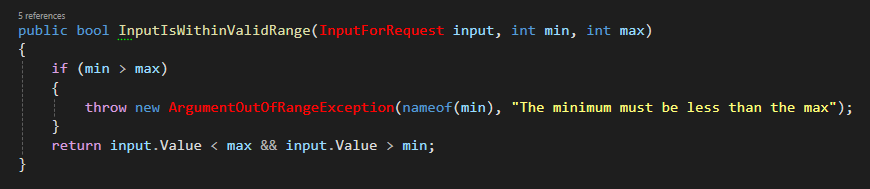 5 references
public bool InputIsWithinValidRange(InputForRequest input, int min, int max)
{
    if (min > max)
    {
        throw new ArgumentOutOfRangeException(nameof(min), "The minimum must be less than the max");
    }
    return input.Value < max && input.Value > min;
}